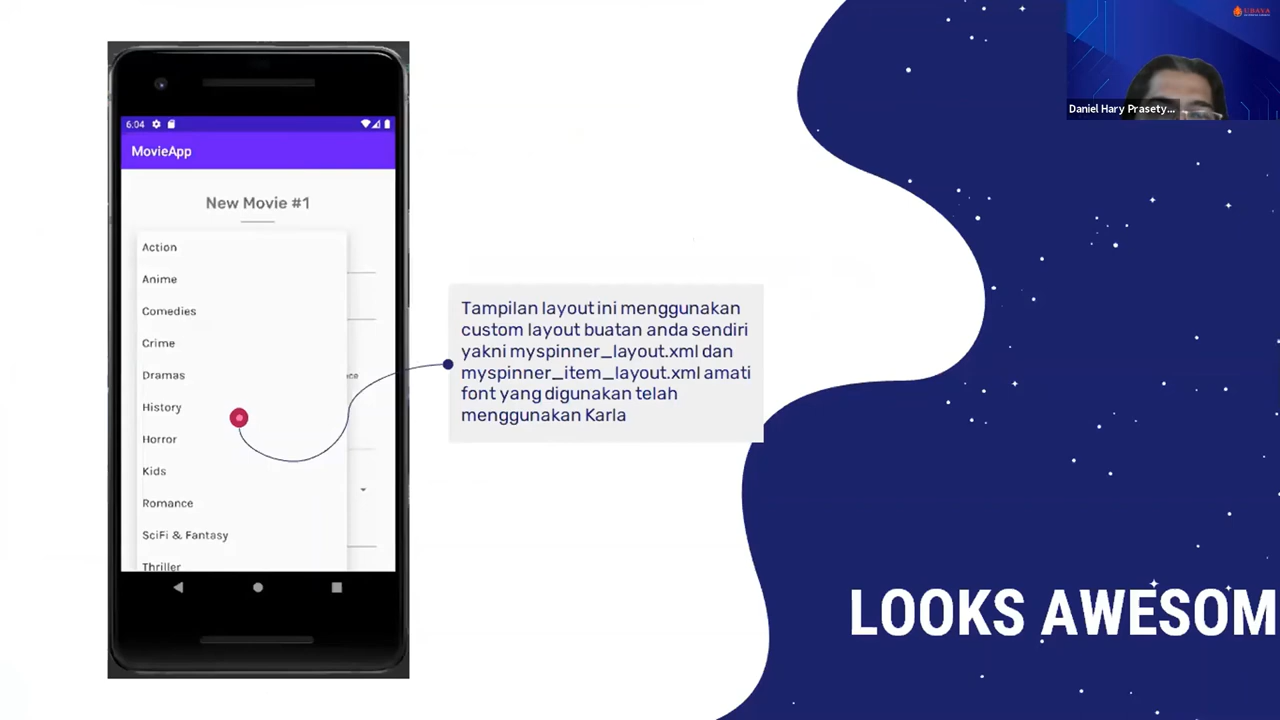 UBAYA
Daniel Hary Prasety...
6:04
MovieApp
New Movie #1
Action
Anime
Comedies
Crime
Dramas
History
Horror
Kids
Romance
SciFi & Fantasy
Thriller
Tampilan layout ini menggunakan
custom layout buatan anda sendiri
yakni myspinner_layout.xml dan
myspinner_item_layout.xml amati
font yang digunakan telah
menggunakan Karla
LOOKS AWESOM